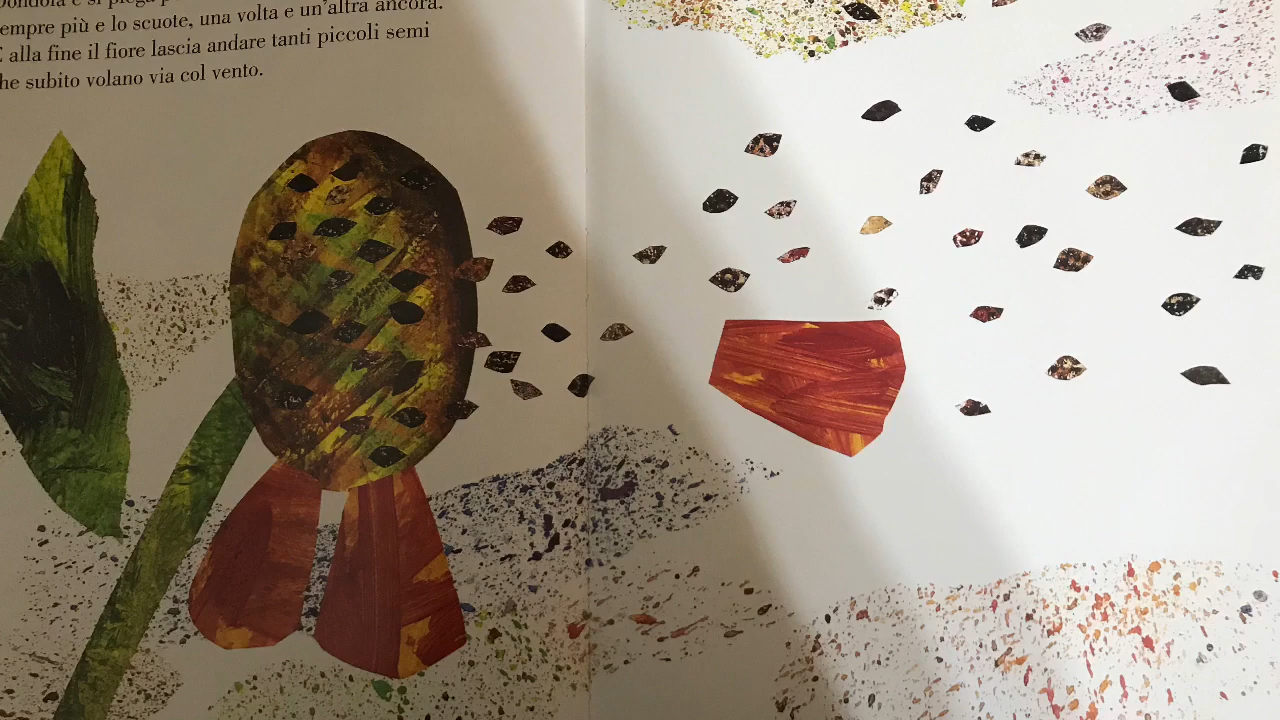 e si piega
empre più e lo scuote, una volta e un'altra ancora.
E alla fine il fiore lascia andare tanti piccoli semi
he subito volano via col vento.